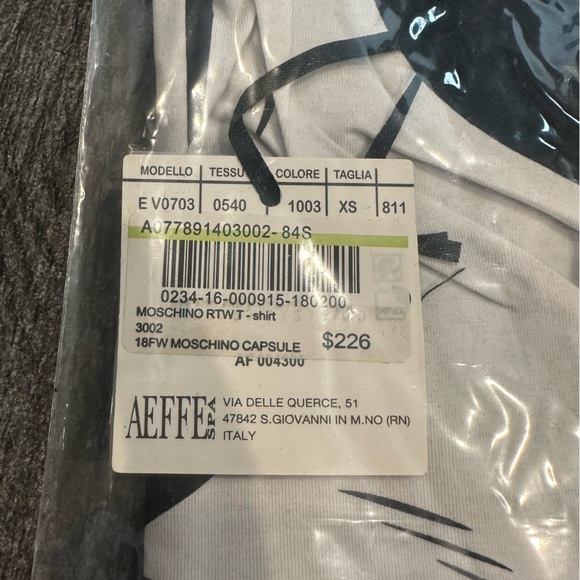 MODELLO TESSU COLORE TAGLIA
E V0703 0540 1003 XS 811
A077891403002-84S
0234-16-000915-180200
MOSCHINO RTW T - shirt
3002
18FW MOSCHINO CAPSULE $226
AF 004300
AEFFE SPA
VIA DELLE QUERCE, 51
47842 S.GIOVANNI IN M.NO (RN)
ITALY